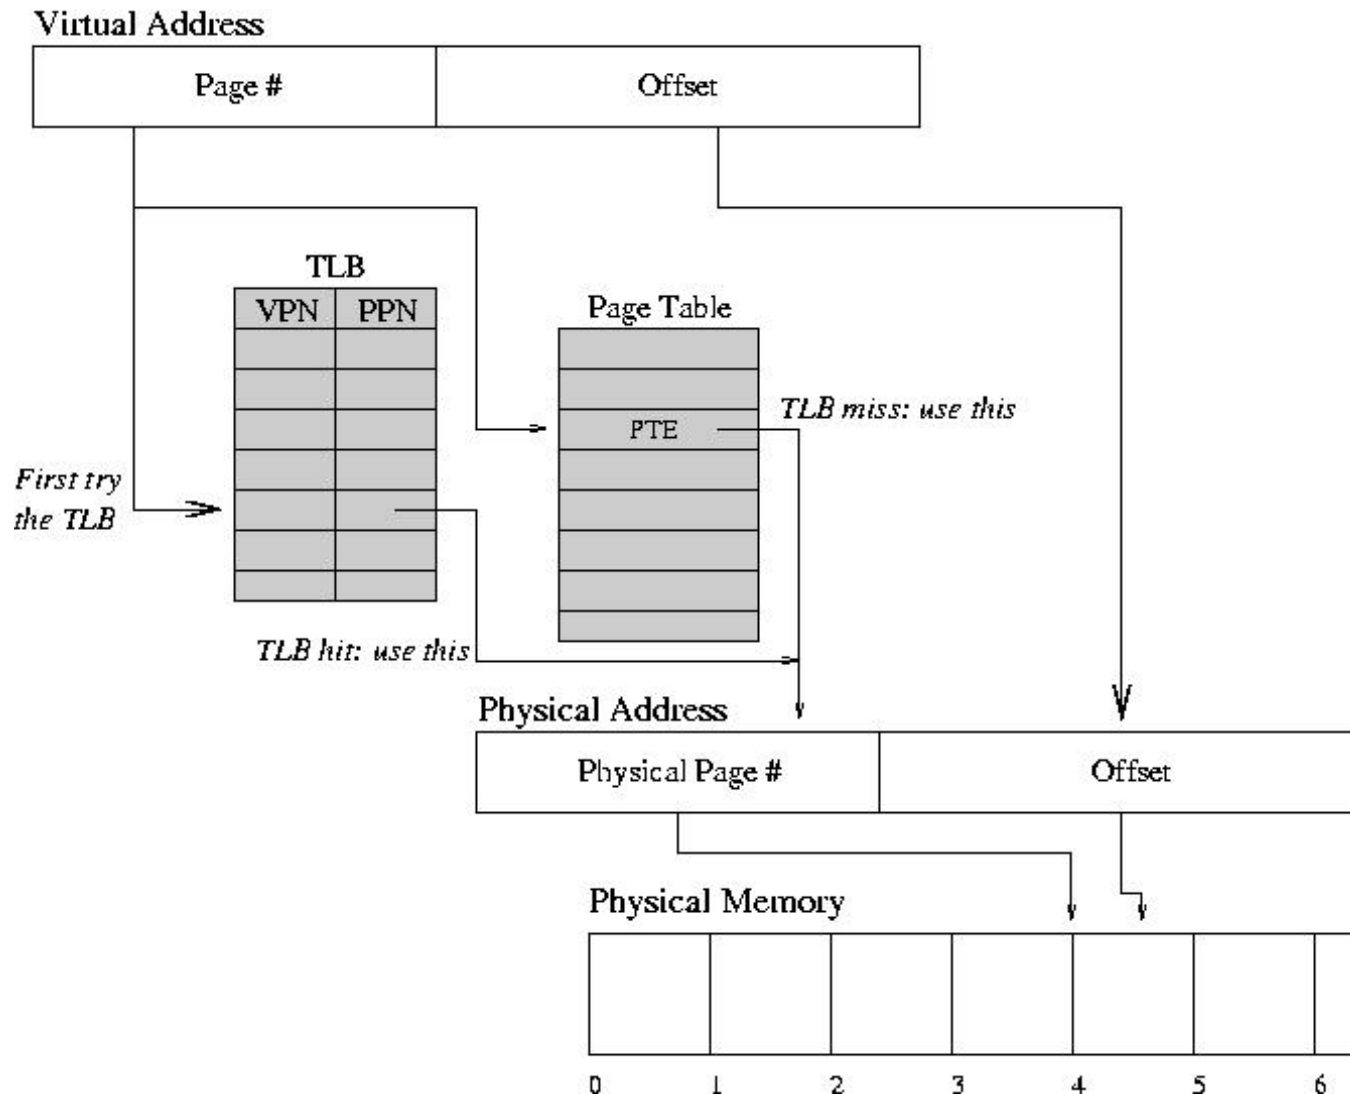 Virtual Address
Page #
Offset
TLB
VPN
PPN
Page Table
TLB miss: use this
PTE
First try
the TLB
TLB hit: use this
Physical Address
Physical Page #
Offset
Physical Memory
0
1
2
3
4
5
6